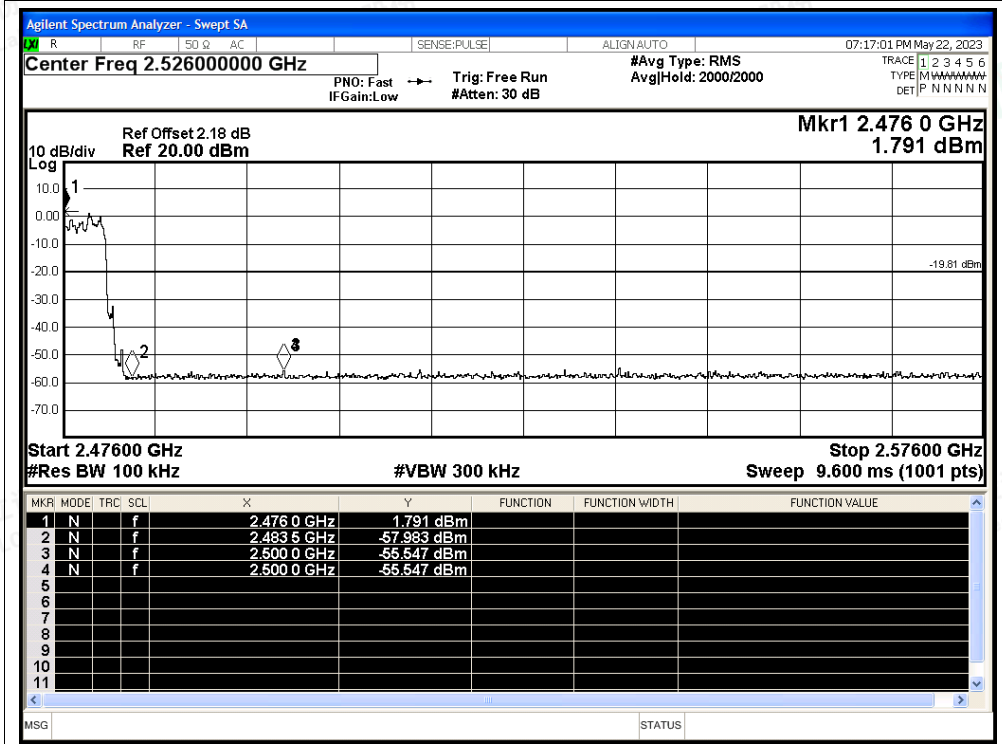 Agilent Spectrum Analyzer - Swept SA
LXI R RF 50 Ω AC SENSE:PULSE ALIGN AUTO 07:17:01 PM May 22, 2023
Center Freq 2.526000000 GHz #Avg Type: RMS TRACE 1 2 3 4 5 6
PNO: Fast Trig: Free Run Avg|Hold: 2000/2000 TYPE M
IFGain:Low #Atten: 30 dB DET P N N N N N
Mkr1 2.476 0 GHz
Ref Offset 2.18 dB
10 dB/div Ref 20.00 dBm 1.791 dBm
Log
10.0
1
0.00
-10.0
-20.0
-19.81 dBm
-30.0
-40.0
-50.0
2
3
-60.0
-70.0
Start 2.47600 GHz Stop 2.57600 GHz
#Res BW 100 kHz #VBW 300 kHz Sweep 9.600 ms (1001 pts)
MKR MODE TRC SCL X Y FUNCTION FUNCTION WIDTH FUNCTION VALUE
1 N f 2.476 0 GHz 1.791 dBm
2 N f 2.483 5 GHz -57.983 dBm
3 N f 2.500 0 GHz -55.547 dBm
4 N f 2.500 0 GHz -55.547 dBm
5
6
7
8
9
10
11
MSG STATUS